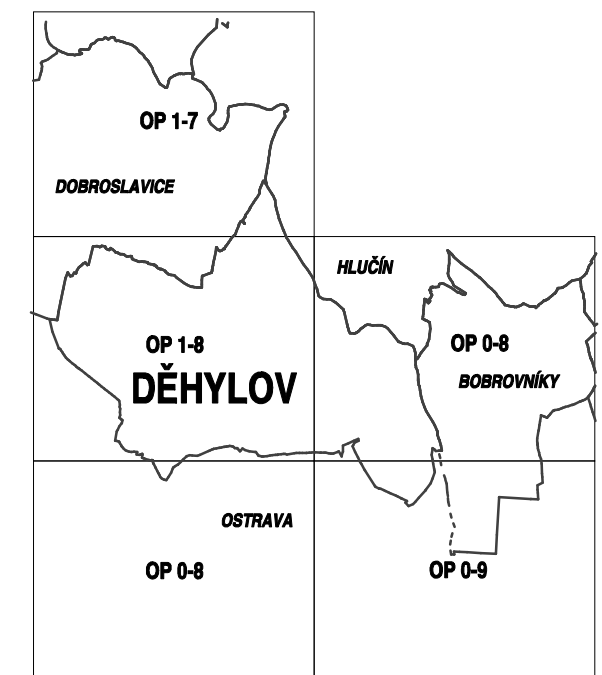 OP 1-7
DOBROSLAVICE
HLUČÍN
OP 1-8
OP 0-8
DĚHYLOV
BOBROVNÍKY
OSTRAVA
OP 0-8
OP 0-9